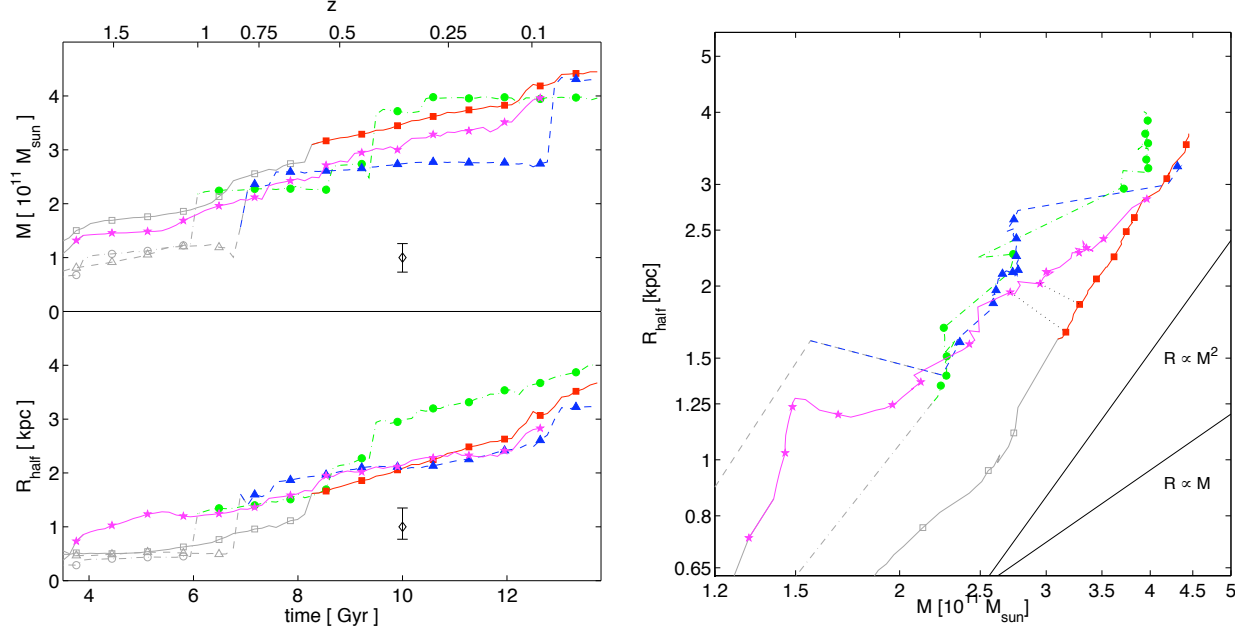 z
1.5 1 0.75 0.5 0.25 0.1
M [ 10^11 M_sun ]
5
4
3
2
1
0
R_half [ kpc ]
4
3
2
1
0
4 6 8 10 12
time [ Gyr ]
R_half [kpc]
5
4
3
2.5
2
1.5
1.25
1
0.8
0.65
R ∝ M^2
R ∝ M
1.2 1.5 2 2.5 3 3.5 4 4.5 5
M [10^11 M_sun]